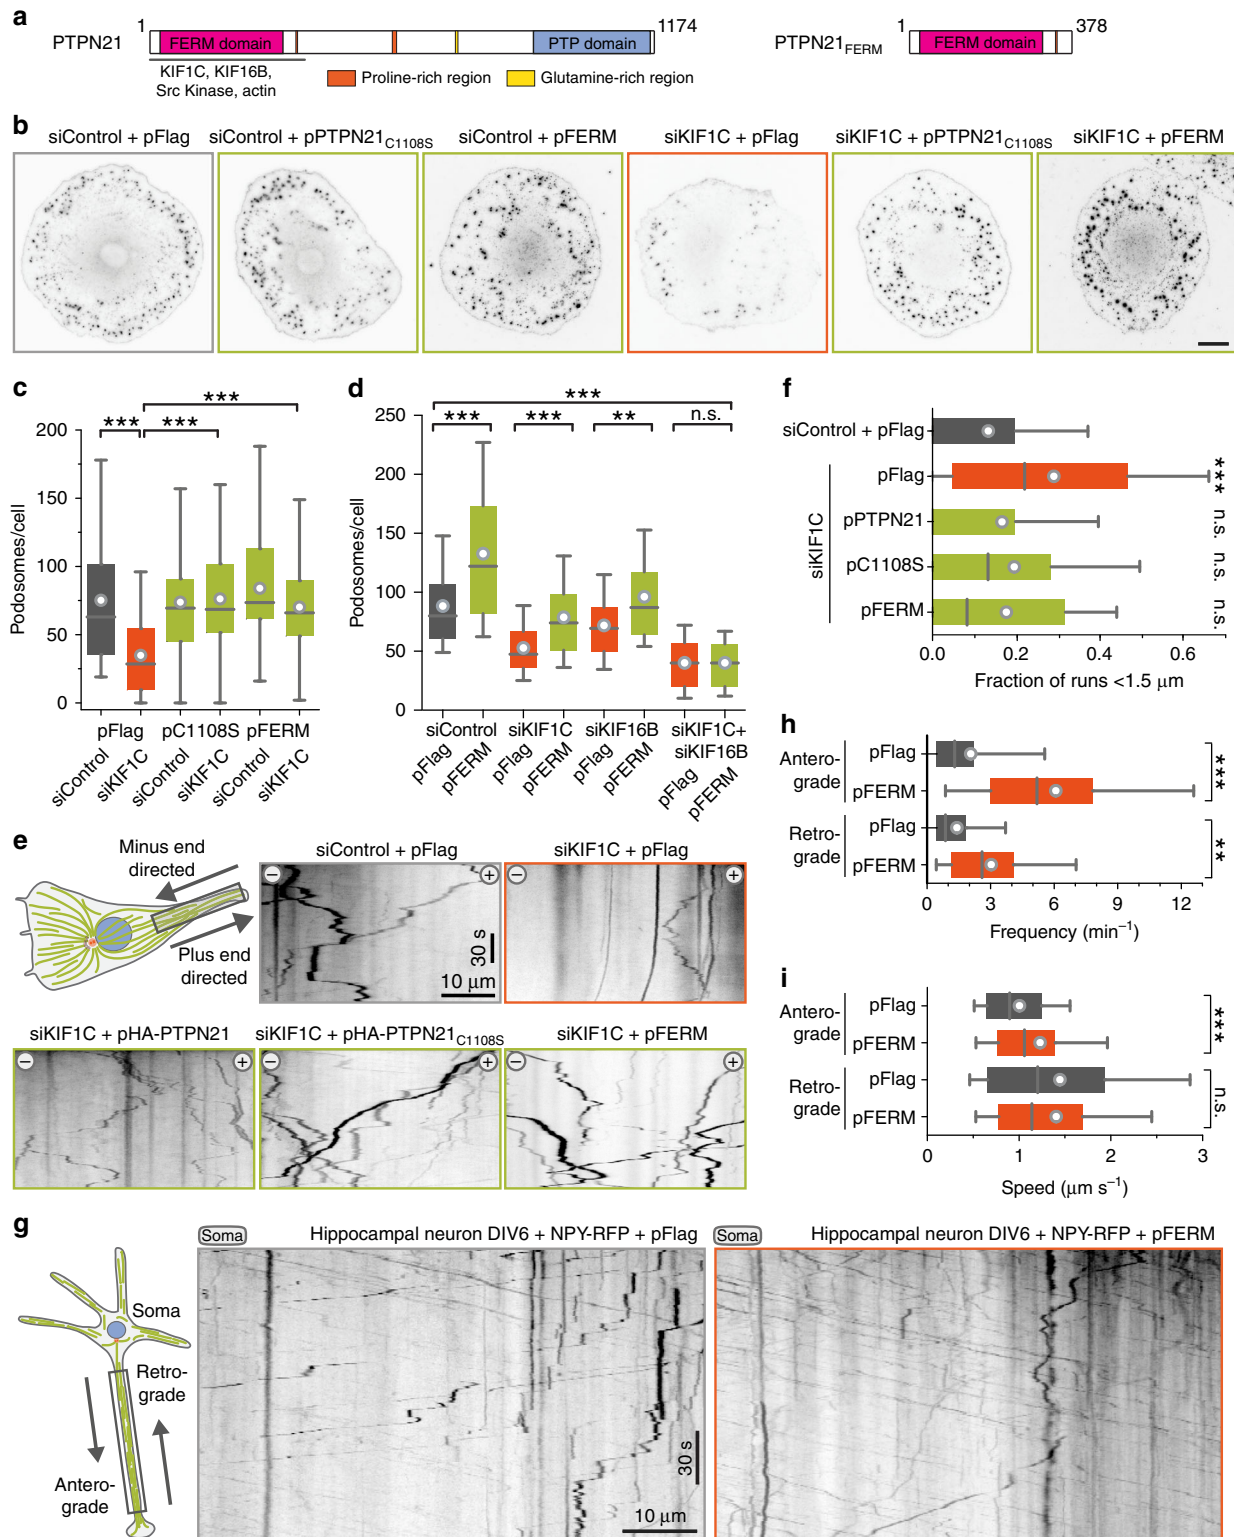 a
1
1174
PTPN21
FERM domain
PTP domain
KIF1C, KIF16B,
Src Kinase, actin
Proline-rich region
Glutamine-rich region
1
378
PTPN21FERM
FERM domain
b
siControl + pFlag
siControl + pPTPN21C1108S
siControl + pFERM
siKIF1C + pFlag
siKIF1C + pPTPN21C1108S
siKIF1C + pFERM
c
***
***
***
200
150
100
50
0
Podosomes/cell
pFlag
pC1108S
pFERM
siControl
siKIF1C
siControl
siKIF1C
siControl
siKIF1C
d
***
***
***
**
n.s.
250
200
150
100
50
0
Podosomes/cell
siControl
siKIF1C
siKIF16B
siKIF1C+
siKIF16B
pFlag
pFERM
pFlag
pFERM
pFlag
pFERM
pFlag
pFERM
f
siControl + pFlag
siKIF1C
pFlag
***
pPTPN21
n.s.
pC1108S
n.s.
pFERM
n.s.
0.0
0.2
0.4
0.6
Fraction of runs <1.5 μm
h
Antero-
grade
pFlag
pFERM
***
Retro-
grade
pFlag
pFERM
**
0
3
6
9
12
Frequency (min−1)
e
Minus end
directed
Plus end
directed
siControl + pFlag
−
+
30 s
10 μm
siKIF1C + pFlag
−
+
siKIF1C + pHA-PTPN21
−
+
siKIF1C + pHA-PTPN21C1108S
−
+
siKIF1C + pFERM
−
+
i
Antero-
grade
pFlag
pFERM
***
Retro-
grade
pFlag
pFERM
n.s.
0
1
2
3
Speed (μm s−1)
g
Soma
Retro-
grade
Antero-
grade
Soma
Hippocampal neuron DIV6 + NPY-RFP + pFlag
30 s
10 μm
Soma
Hippocampal neuron DIV6 + NPY-RFP + pFERM